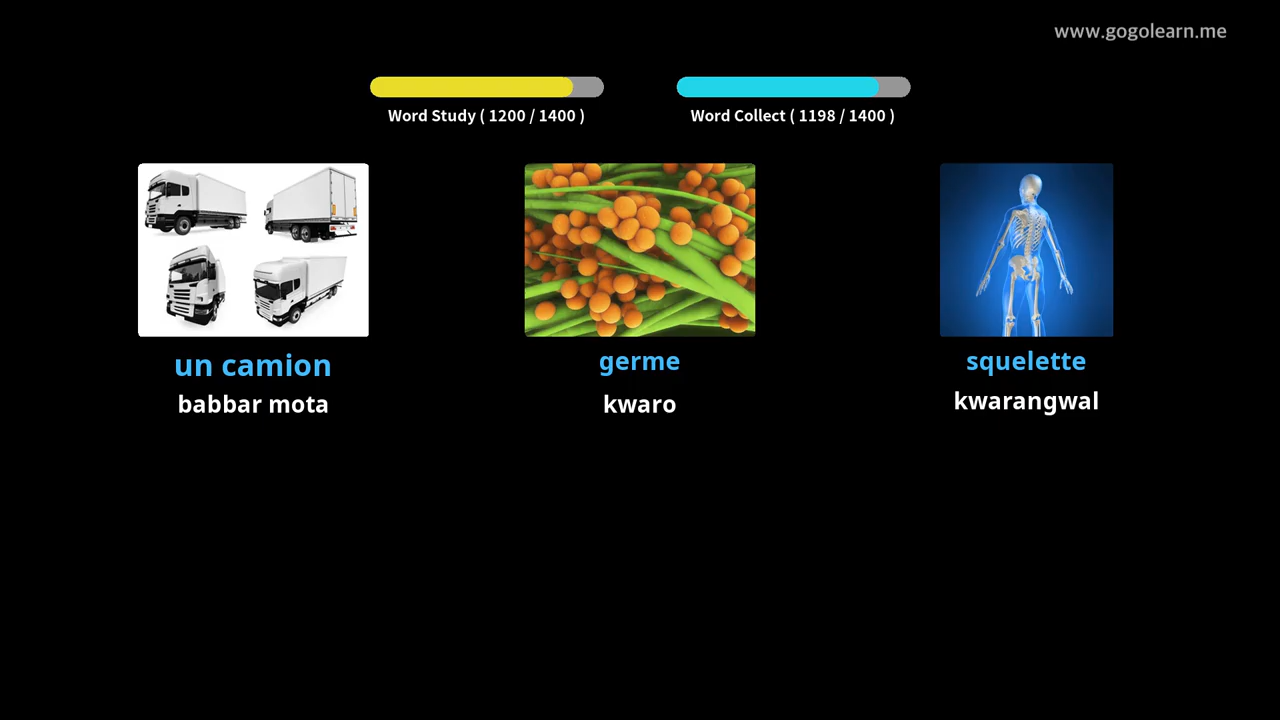 www.gogolearn.me
Word Study ( 1200 / 1400 )
Word Collect ( 1198 / 1400 )
un camion
babbar mota
germe
kwaro
squelette
kwarangwal